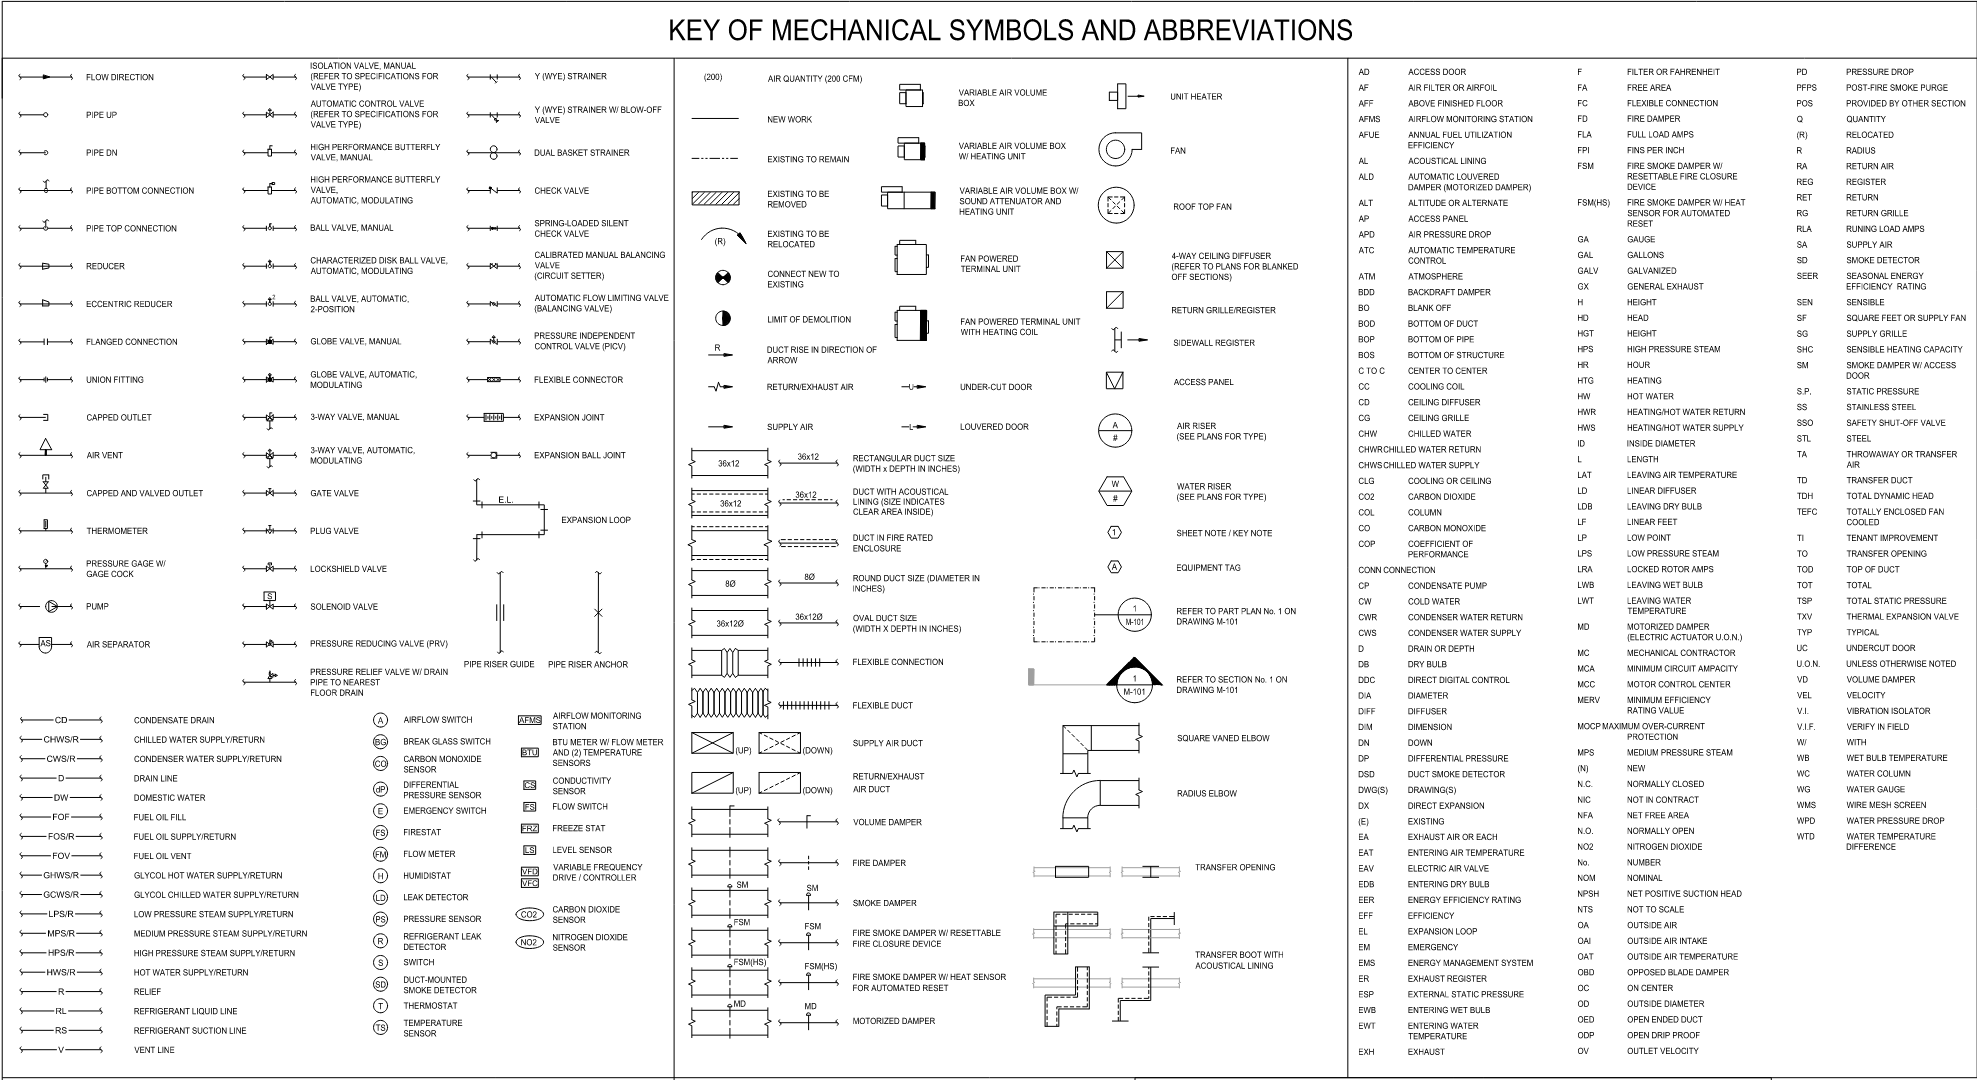 KEY OF MECHANICAL SYMBOLS AND ABBREVIATIONS
FLOW DIRECTION
PIPE UP
PIPE DN
PIPE BOTTOM CONNECTION
PIPE TOP CONNECTION
REDUCER
ECCENTRIC REDUCER
FLANGED CONNECTION
UNION FITTING
CAPPED OUTLET
AIR VENT
CAPPED AND VALVED OUTLET
THERMOMETER
PRESSURE GAGE W/
GAGE COCK
PUMP
AS
AIR SEPARATOR
ISOLATION VALVE, MANUAL
(REFER TO SPECIFICATIONS FOR
VALVE TYPE)
AUTOMATIC CONTROL VALVE
(REFER TO SPECIFICATIONS FOR
VALVE TYPE)
HIGH PERFORMANCE BUTTERFLY
VALVE, MANUAL
HIGH PERFORMANCE BUTTERFLY
VALVE,
AUTOMATIC, MODULATING
BALL VALVE, MANUAL
CHARACTERIZED DISK BALL VALVE,
AUTOMATIC, MODULATING
2
BALL VALVE, AUTOMATIC,
2-POSITION
GLOBE VALVE, MANUAL
GLOBE VALVE, AUTOMATIC,
MODULATING
3-WAY VALVE, MANUAL
3-WAY VALVE, AUTOMATIC,
MODULATING
GATE VALVE
PLUG VALVE
LOCKSHIELD VALVE
S
SOLENOID VALVE
PRESSURE REDUCING VALVE (PRV)
PRESSURE RELIEF VALVE W/ DRAIN
PIPE TO NEAREST
FLOOR DRAIN
Y (WYE) STRAINER
Y (WYE) STRAINER W/ BLOW-OFF
VALVE
DUAL BASKET STRAINER
CHECK VALVE
SPRING-LOADED SILENT
CHECK VALVE
CALIBRATED MANUAL BALANCING
VALVE
(CIRCUIT SETTER)
AUTOMATIC FLOW LIMITING VALVE
(BALANCING VALVE)
PRESSURE INDEPENDENT
CONTROL VALVE (PICV)
FLEXIBLE CONNECTOR
EXPANSION JOINT
EXPANSION BALL JOINT
E.L.
EXPANSION LOOP
PIPE RISER GUIDE
PIPE RISER ANCHOR
CD CONDENSATE DRAIN
CHWS/R CHILLED WATER SUPPLY/RETURN
CWS/R CONDENSER WATER SUPPLY/RETURN
D DRAIN LINE
DW DOMESTIC WATER
FOF FUEL OIL FILL
FOS/R FUEL OIL SUPPLY/RETURN
FOV FUEL OIL VENT
GHWS/R GLYCOL HOT WATER SUPPLY/RETURN
GCWS/R GLYCOL CHILLED WATER SUPPLY/RETURN
LPS/R LOW PRESSURE STEAM SUPPLY/RETURN
MPS/R MEDIUM PRESSURE STEAM SUPPLY/RETURN
HPS/R HIGH PRESSURE STEAM SUPPLY/RETURN
HWS/R HOT WATER SUPPLY/RETURN
R RELIEF
RL REFRIGERANT LIQUID LINE
RS REFRIGERANT SUCTION LINE
V VENT LINE
A AIRFLOW SWITCH
BG BREAK GLASS SWITCH
CO CARBON MONOXIDE
SENSOR
dP DIFFERENTIAL
PRESSURE SENSOR
E EMERGENCY SWITCH
FS FIRESTAT
FM FLOW METER
H HUMIDISTAT
LD LEAK DETECTOR
PS PRESSURE SENSOR
R REFRIGERANT LEAK
DETECTOR
S SWITCH
SD DUCT-MOUNTED
SMOKE DETECTOR
T THERMOSTAT
TS TEMPERATURE
SENSOR
AFMS AIRFLOW MONITORING
STATION
BTU BTU METER W/ FLOW METER
AND (2) TEMPERATURE
SENSORS
CS CONDUCTIVITY
SENSOR
FS FLOW SWITCH
FRZ FREEZE STAT
LS LEVEL SENSOR
VFD VARIABLE FREQUENCY
VFC DRIVE / CONTROLLER
CO2 CARBON DIOXIDE
SENSOR
NO2 NITROGEN DIOXIDE
SENSOR
(200) AIR QUANTITY (200 CFM)
NEW WORK
EXISTING TO REMAIN
EXISTING TO BE
REMOVED
(R) EXISTING TO BE
RELOCATED
CONNECT NEW TO
EXISTING
LIMIT OF DEMOLITION
R DUCT RISE IN DIRECTION OF
ARROW
RETURN/EXHAUST AIR
SUPPLY AIR
VARIABLE AIR VOLUME
BOX
VARIABLE AIR VOLUME BOX
W/ HEATING UNIT
VARIABLE AIR VOLUME BOX W/
SOUND ATTENUATOR AND
HEATING UNIT
FAN POWERED
TERMINAL UNIT
FAN POWERED TERMINAL UNIT
WITH HEATING COIL
U UNDER-CUT DOOR
L LOUVERED DOOR
36x12 36x12 RECTANGULAR DUCT SIZE
(WIDTH x DEPTH IN INCHES)
36x12 36x12 DUCT WITH ACOUSTICAL
LINING (SIZE INDICATES
CLEAR AREA INSIDE)
DUCT IN FIRE RATED
ENCLOSURE
8Ø 8Ø ROUND DUCT SIZE (DIAMETER IN
INCHES)
36x12Ø 36x12Ø OVAL DUCT SIZE
(WIDTH X DEPTH IN INCHES)
FLEXIBLE CONNECTION
FLEXIBLE DUCT
(UP) (DOWN) SUPPLY AIR DUCT
(UP) (DOWN) RETURN/EXHAUST
AIR DUCT
VOLUME DAMPER
FIRE DAMPER
SM SM SMOKE DAMPER
FSM FSM FIRE SMOKE DAMPER W/ RESETTABLE
FIRE CLOSURE DEVICE
FSM(HS) FSM(HS) FIRE SMOKE DAMPER W/ HEAT SENSOR
FOR AUTOMATED RESET
MD MD MOTORIZED DAMPER
UNIT HEATER
FAN
ROOF TOP FAN
4-WAY CEILING DIFFUSER
(REFER TO PLANS FOR BLANKED
OFF SECTIONS)
RETURN GRILLE/REGISTER
SIDEWALL REGISTER
ACCESS PANEL
A
#
AIR RISER
(SEE PLANS FOR TYPE)
W
#
WATER RISER
(SEE PLANS FOR TYPE)
1 SHEET NOTE / KEY NOTE
A EQUIPMENT TAG
1
M-101
REFER TO PART PLAN No. 1 ON
DRAWING M-101
1
M-101
REFER TO SECTION No. 1 ON
DRAWING M-101
SQUARE VANED ELBOW
RADIUS ELBOW
TRANSFER OPENING
TRANSFER BOOT WITH
ACOUSTICAL LINING
AD ACCESS DOOR
AF AIR FILTER OR AIRFOIL
AFF ABOVE FINISHED FLOOR
AFMS AIRFLOW MONITORING STATION
AFUE ANNUAL FUEL UTILIZATION
EFFICIENCY
AL ACOUSTICAL LINING
ALD AUTOMATIC LOUVERED
DAMPER (MOTORIZED DAMPER)
ALT ALTITUDE OR ALTERNATE
AP ACCESS PANEL
APD AIR PRESSURE DROP
ATC AUTOMATIC TEMPERATURE
CONTROL
ATM ATMOSPHERE
BDD BACKDRAFT DAMPER
BO BLANK OFF
BOD BOTTOM OF DUCT
BOP BOTTOM OF PIPE
BOS BOTTOM OF STRUCTURE
C TO C CENTER TO CENTER
CC COOLING COIL
CD CEILING DIFFUSER
CG CEILING GRILLE
CHW CHILLED WATER
CHWR CHILLED WATER RETURN
CHWS CHILLED WATER SUPPLY
CLG COOLING OR CEILING
CO2 CARBON DIOXIDE
COL COLUMN
CO CARBON MONOXIDE
COP COEFFICIENT OF
PERFORMANCE
CONN CONNECTION
CP CONDENSATE PUMP
CW COLD WATER
CWR CONDENSER WATER RETURN
CWS CONDENSER WATER SUPPLY
D DRAIN OR DEPTH
DB DRY BULB
DDC DIRECT DIGITAL CONTROL
DIA DIAMETER
DIFF DIFFUSER
DIM DIMENSION
DN DOWN
DP DIFFERENTIAL PRESSURE
DSD DUCT SMOKE DETECTOR
DWG(S) DRAWING(S)
DX DIRECT EXPANSION
(E) EXISTING
EA EXHAUST AIR OR EACH
EAT ENTERING AIR TEMPERATURE
EAV ELECTRIC AIR VALVE
EDB ENTERING DRY BULB
EER ENERGY EFFICIENCY RATING
EFF EFFICIENCY
EL EXPANSION LOOP
EM EMERGENCY
EMS ENERGY MANAGEMENT SYSTEM
ER EXHAUST REGISTER
ESP EXTERNAL STATIC PRESSURE
EWB ENTERING WET BULB
EWT ENTERING WATER
TEMPERATURE
EXH EXHAUST
F FILTER OR FAHRENHEIT
FA FREE AREA
FC FLEXIBLE CONNECTION
FD FIRE DAMPER
FLA FULL LOAD AMPS
FPI FINS PER INCH
FSM FIRE SMOKE DAMPER W/
RESETTABLE FIRE CLOSURE
DEVICE
FSM(HS) FIRE SMOKE DAMPER W/ HEAT
SENSOR FOR AUTOMATED
RESET
GA GAUGE
GAL GALLONS
GALV GALVANIZED
GX GENERAL EXHAUST
H HEIGHT
HD HEAD
HGT HEIGHT
HPS HIGH PRESSURE STEAM
HR HOUR
HTG HEATING
HW HOT WATER
HWR HEATING/HOT WATER RETURN
HWS HEATING/HOT WATER SUPPLY
ID INSIDE DIAMETER
L LENGTH
LAT LEAVING AIR TEMPERATURE
LD LINEAR DIFFUSER
LDB LEAVING DRY BULB
LF LINEAR FEET
LP LOW POINT
LPS LOW PRESSURE STEAM
LRA LOCKED ROTOR AMPS
LWB LEAVING WET BULB
LWT LEAVING WATER
TEMPERATURE
MD MOTORIZED DAMPER
(ELECTRIC ACTUATOR U.O.N.)
MC MECHANICAL CONTRACTOR
MCA MINIMUM CIRCUIT AMPACITY
MCC MOTOR CONTROL CENTER
MERV MINIMUM EFFICIENCY
RATING VALUE
MOCP MAXIMUM OVER-CURRENT
PROTECTION
MPS MEDIUM PRESSURE STEAM
(N) NEW
N.C. NORMALLY CLOSED
NIC NOT IN CONTRACT
NFA NET FREE AREA
N.O. NORMALLY OPEN
NO2 NITROGEN DIOXIDE
No. NUMBER
NOM NOMINAL
NPSH NET POSITIVE SUCTION HEAD
NTS NOT TO SCALE
OA OUTSIDE AIR
OAI OUTSIDE AIR INTAKE
OAT OUTSIDE AIR TEMPERATURE
OBD OPPOSED BLADE DAMPER
OC ON CENTER
OD OUTSIDE DIAMETER
OED OPEN ENDED DUCT
ODP OPEN DRIP PROOF
OV OUTLET VELOCITY
PD PRESSURE DROP
PFPS POST-FIRE SMOKE PURGE
POS PROVIDED BY OTHER SECTION
Q QUANTITY
(R) RELOCATED
R RADIUS
RA RETURN AIR
REG REGISTER
RET RETURN
RG RETURN GRILLE
RLA RUNING LOAD AMPS
SA SUPPLY AIR
SD SMOKE DETECTOR
SEER SEASONAL ENERGY
EFFICIENCY RATING
SEN SENSIBLE
SF SQUARE FEET OR SUPPLY FAN
SG SUPPLY GRILLE
SHC SENSIBLE HEATING CAPACITY
SM SMOKE DAMPER W/ ACCESS
DOOR
S.P. STATIC PRESSURE
SS STAINLESS STEEL
SSO SAFETY SHUT-OFF VALVE
STL STEEL
TA THROWAWAY OR TRANSFER
AIR
TD TRANSFER DUCT
TDH TOTAL DYNAMIC HEAD
TEFC TOTALLY ENCLOSED FAN
COOLED
TI TENANT IMPROVEMENT
TO TRANSFER OPENING
TOD TOP OF DUCT
TOT TOTAL
TSP TOTAL STATIC PRESSURE
TXV THERMAL EXPANSION VALVE
TYP TYPICAL
UC UNDERCUT DOOR
U.O.N. UNLESS OTHERWISE NOTED
VD VOLUME DAMPER
VEL VELOCITY
V.I. VIBRATION ISOLATOR
V.I.F. VERIFY IN FIELD
W/ WITH
WB WET BULB TEMPERATURE
WC WATER COLUMN
WG WATER GAUGE
WMS WIRE MESH SCREEN
WPD WATER PRESSURE DROP
WTD WATER TEMPERATURE
DIFFERENCE